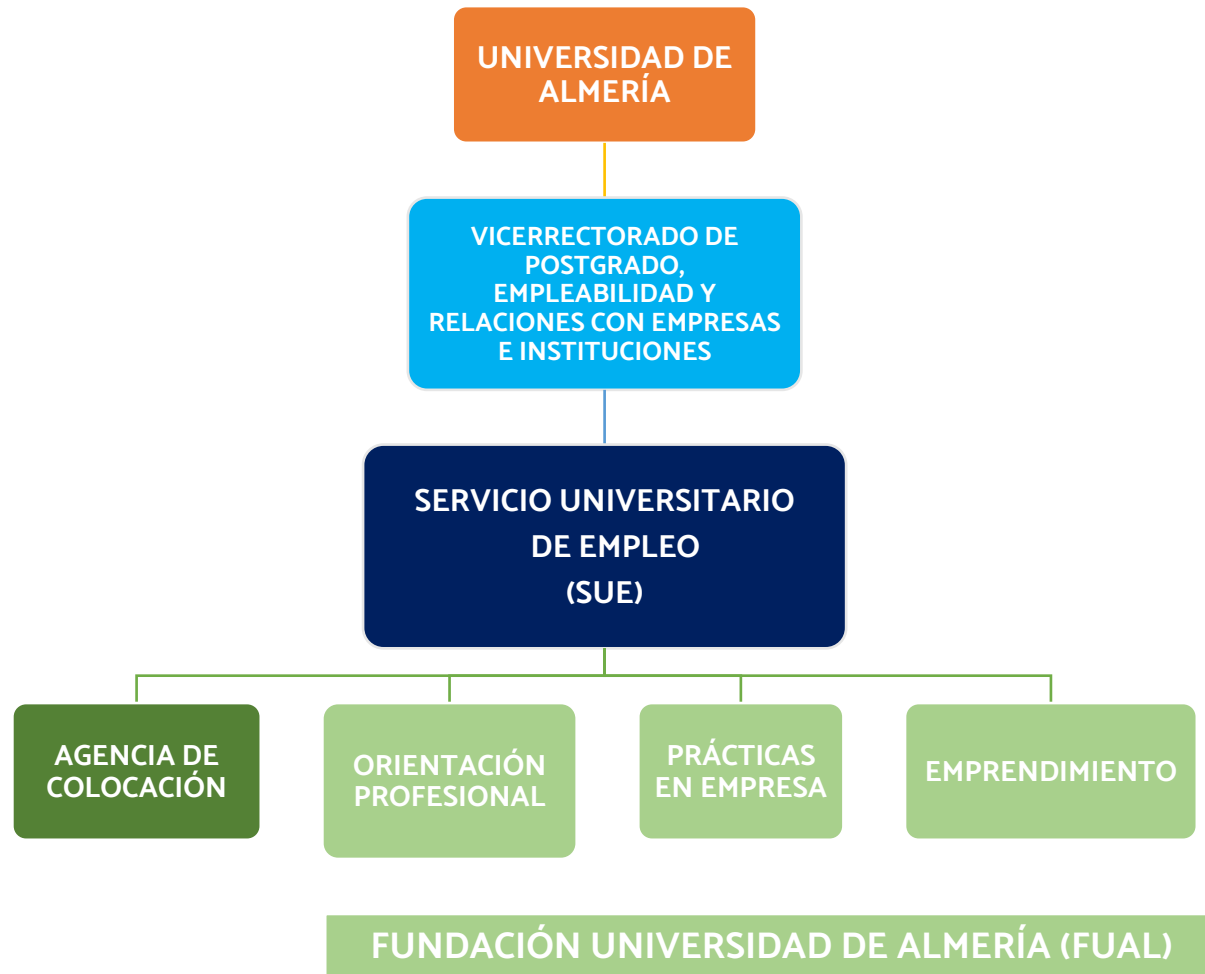 UNIVERSIDAD DE
ALMERÍA
VICERRECTORADO DE
POSTGRADO,
EMPLEABILIDAD Y
RELACIONES CON EMPRESAS
E INSTITUCIONES
SERVICIO UNIVERSITARIO
DE EMPLEO
(SUE)
AGENCIA DE
COLOCACIÓN
ORIENTACIÓN
PROFESIONAL
PRÁCTICAS
EN EMPRESA
EMPRENDIMIENTO
FUNDACIÓN UNIVERSIDAD DE ALMERÍA (FUAL)